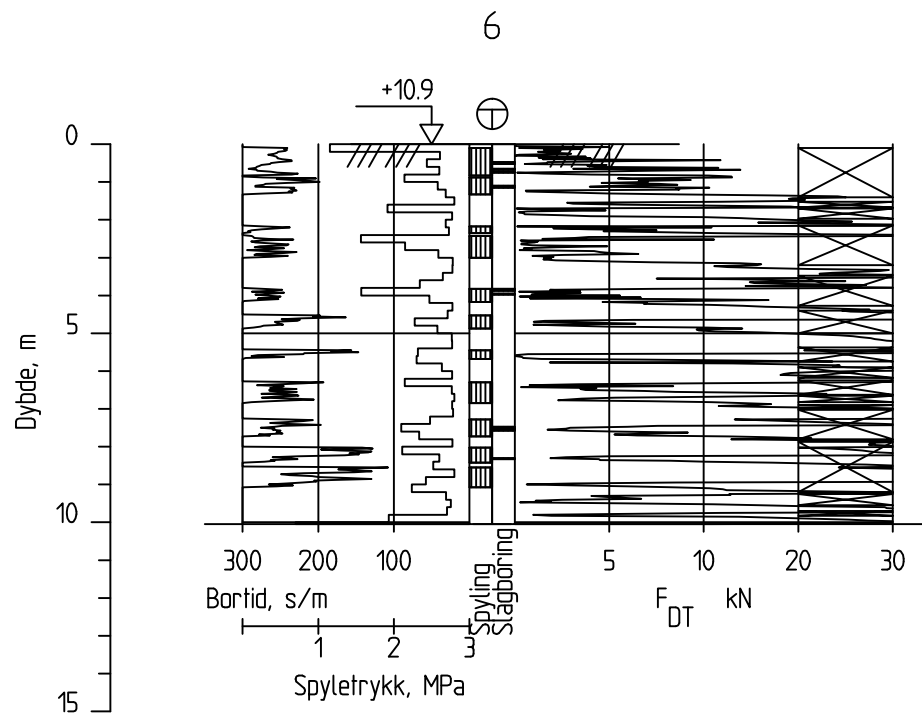 6
+10.9
0
5
10
15
Dybde, m
300 200 100
Bortid, s/m
1 2 3
Spyletrykk, MPa
Spyling
Slagboring
5 10 20 30
F DT kN